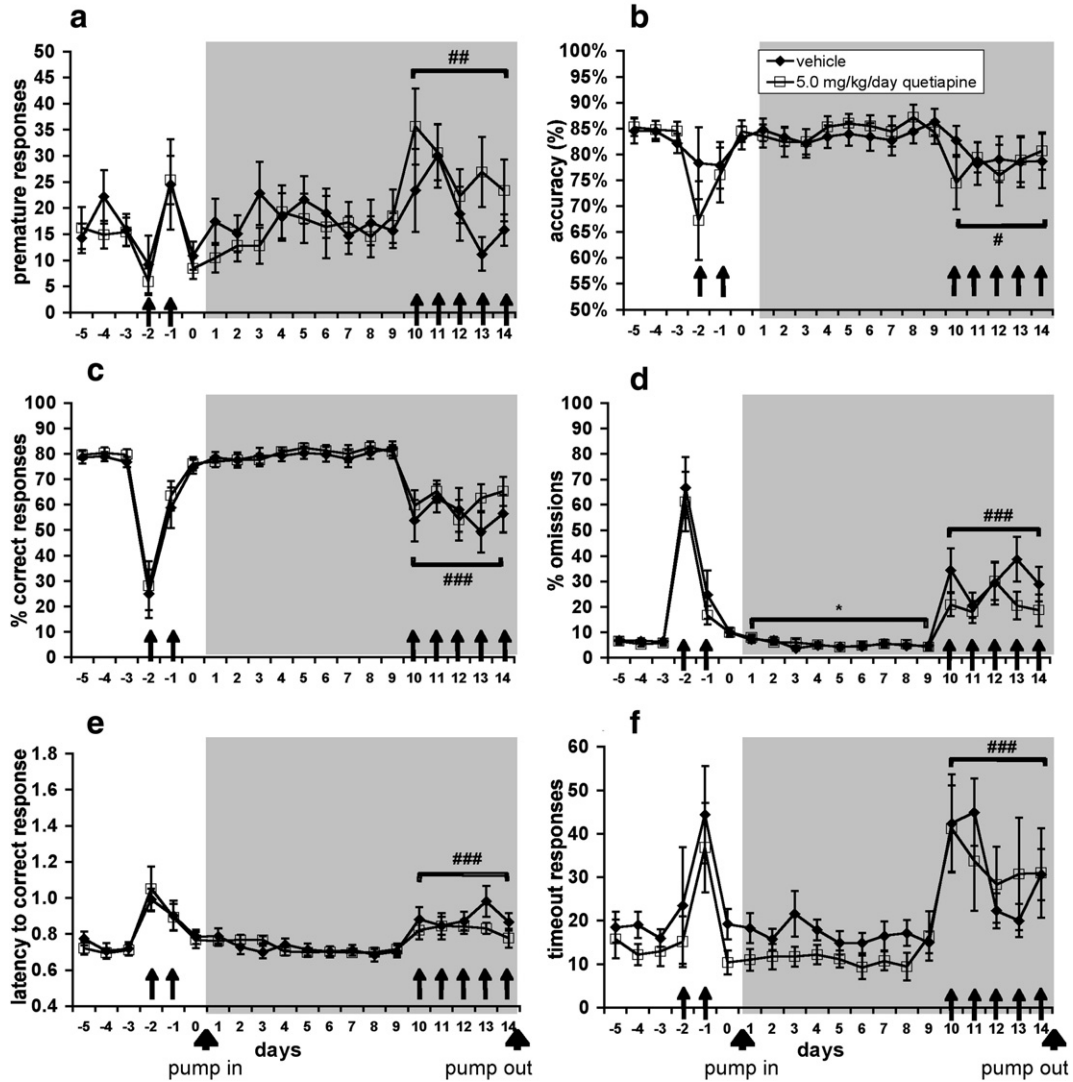 a
premature responses
50
45
40
35
30
25
20
15
10
5
0
##
-5 -4 -3 -2 -1 0 1 2 3 4 5 6 7 8 9 10 11 12 13 14
b
accuracy (%)
100%
95%
90%
85%
80%
75%
70%
65%
60%
55%
50%
vehicle
5.0 mg/kg/day quetiapine
#
-5 -4 -3 -2 -1 0 1 2 3 4 5 6 7 8 9 10 11 12 13 14
c
% correct responses
100
90
80
70
60
50
40
30
20
10
0
###
-5 -4 -3 -2 -1 0 1 2 3 4 5 6 7 8 9 10 11 12 13 14
d
% omissions
100
90
80
70
60
50
40
30
20
10
0
###
*
-5 -4 -3 -2 -1 0 1 2 3 4 5 6 7 8 9 10 11 12 13 14
e
latency to correct response
1.8
1.6
1.4
1.2
1.0
0.8
0.6
0.4
###
-5 -4 -3 -2 -1 0 1 2 3 4 5 6 7 8 9 10 11 12 13 14
days
pump in
pump out
f
timeout responses
60
50
40
30
20
10
0
###
-5 -4 -3 -2 -1 0 1 2 3 4 5 6 7 8 9 10 11 12 13 14
days
pump in
pump out